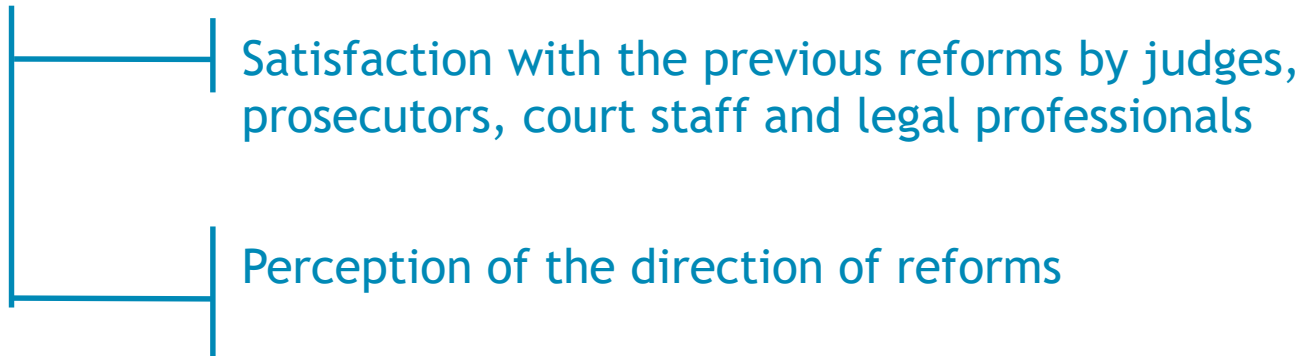 Satisfaction with the previous reforms by judges,
prosecutors, court staff and legal professionals
Perception of the direction of reforms